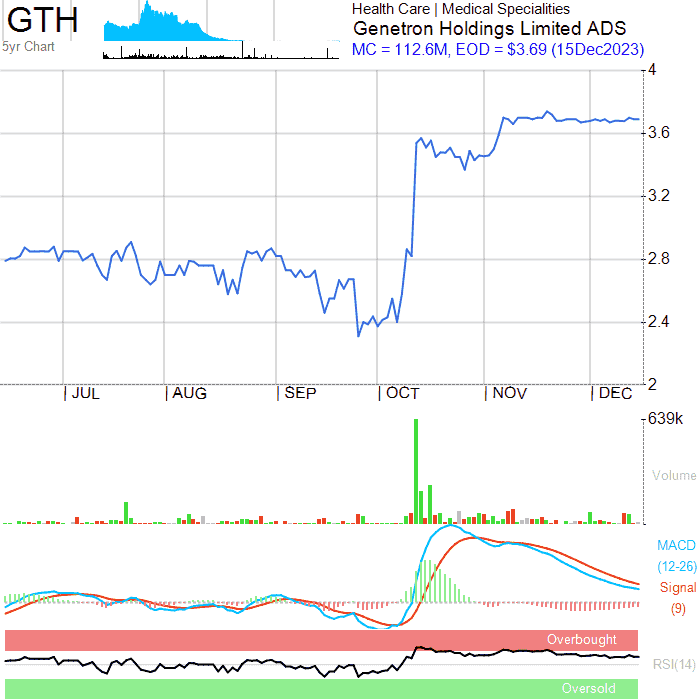 GTH
5yr Chart
Health Care | Medical Specialities
Genetron Holdings Limited ADS
MC = 112.6M, EOD = $3.69 (15Dec2023)
4
3.6
3.2
2.8
2.4
2
| JUL | AUG | SEP | OCT | NOV | DEC
639k
Volume
MACD
(12-26)
Signal
(9)
Overbought
RSI(14)
Oversold